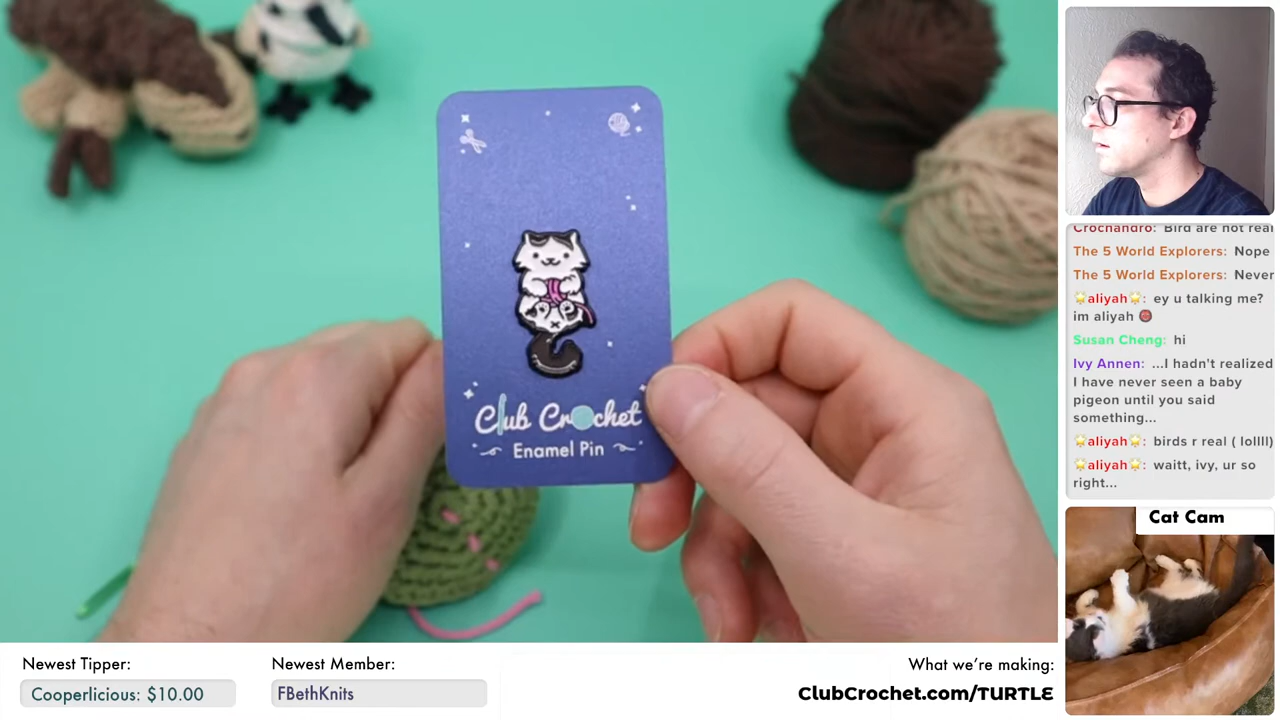 Club Crochet
Enamel Pin
Crochandro: Bird are not real
The 5 World Explorers: Nope
The 5 World Explorers: Never
aliyah: ey u talking me?
im aliyah
Susan Cheng: hi
Ivy Annen: ...I hadn't realized
I have never seen a baby
pigeon until you said
something...
aliyah: birds r real ( lollll)
aliyah: waitt, ivy, ur so
right...
Cat Cam
Newest Tipper:
Cooperlicious: $10.00
Newest Member:
FBethKnits
What we're making:
ClubCrochet.com/TURTLE